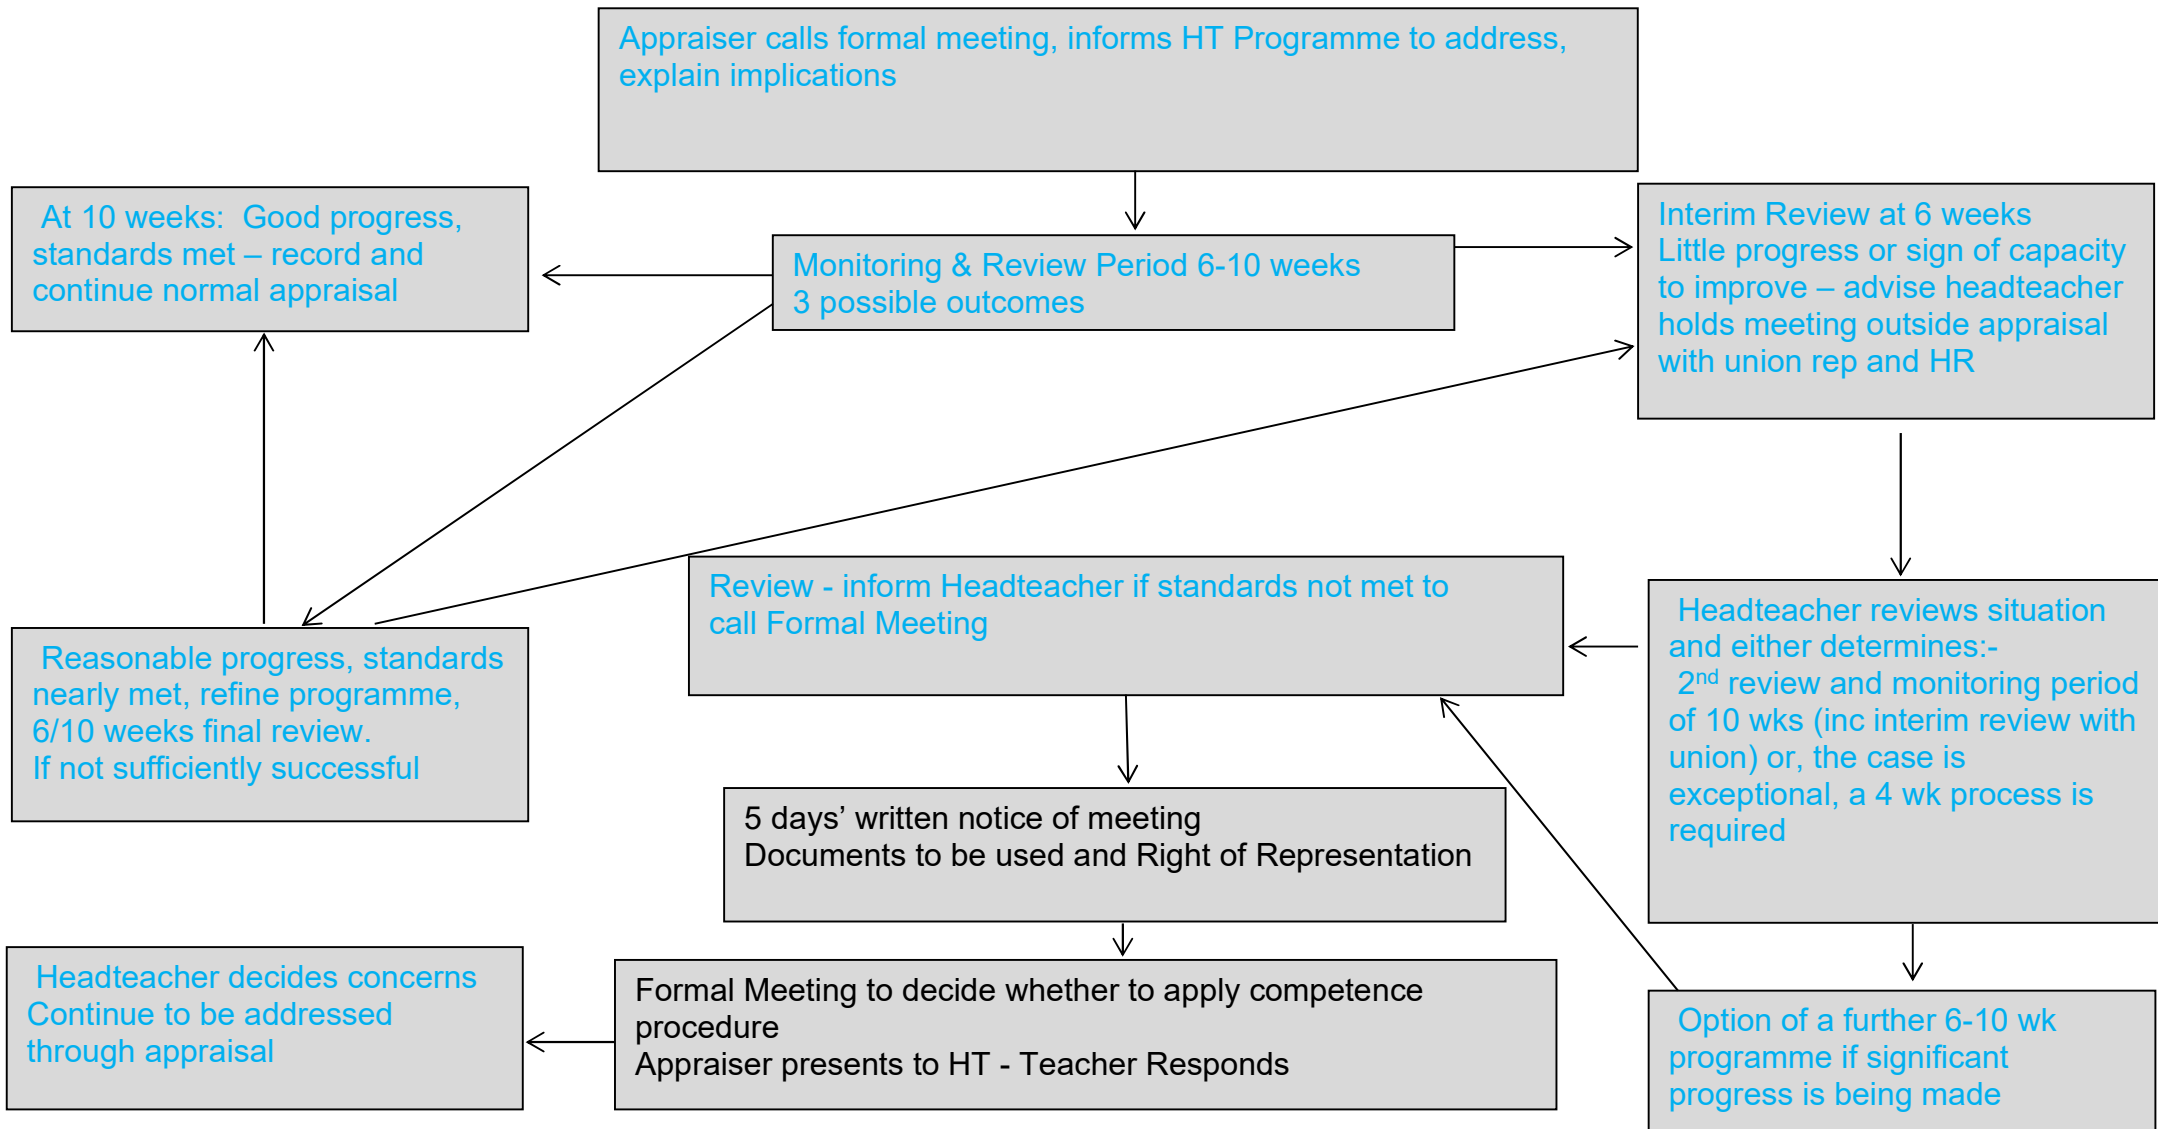 Appraiser calls formal meeting, informs HT Programme to address,
explain implications
At 10 weeks:  Good progress,
standards met – record and
continue normal appraisal
Monitoring & Review Period 6-10 weeks
3 possible outcomes
Interim Review at 6 weeks
Little progress or sign of capacity
to improve – advise headteacher
holds meeting outside appraisal
with union rep and HR
Reasonable progress, standards
nearly met, refine programme,
6/10 weeks final review.
If not sufficiently successful
Review - inform Headteacher if standards not met to
call Formal Meeting
Headteacher reviews situation
and either determines:-
2nd review and monitoring period
of 10 wks (inc interim review with
union) or, the case is
exceptional, a 4 wk process is
required
5 days’ written notice of meeting
Documents to be used and Right of Representation
Headteacher decides concerns
Continue to be addressed
through appraisal
Formal Meeting to decide whether to apply competence
procedure
Appraiser presents to HT - Teacher Responds
Option of a further 6-10 wk
programme if significant
progress is being made